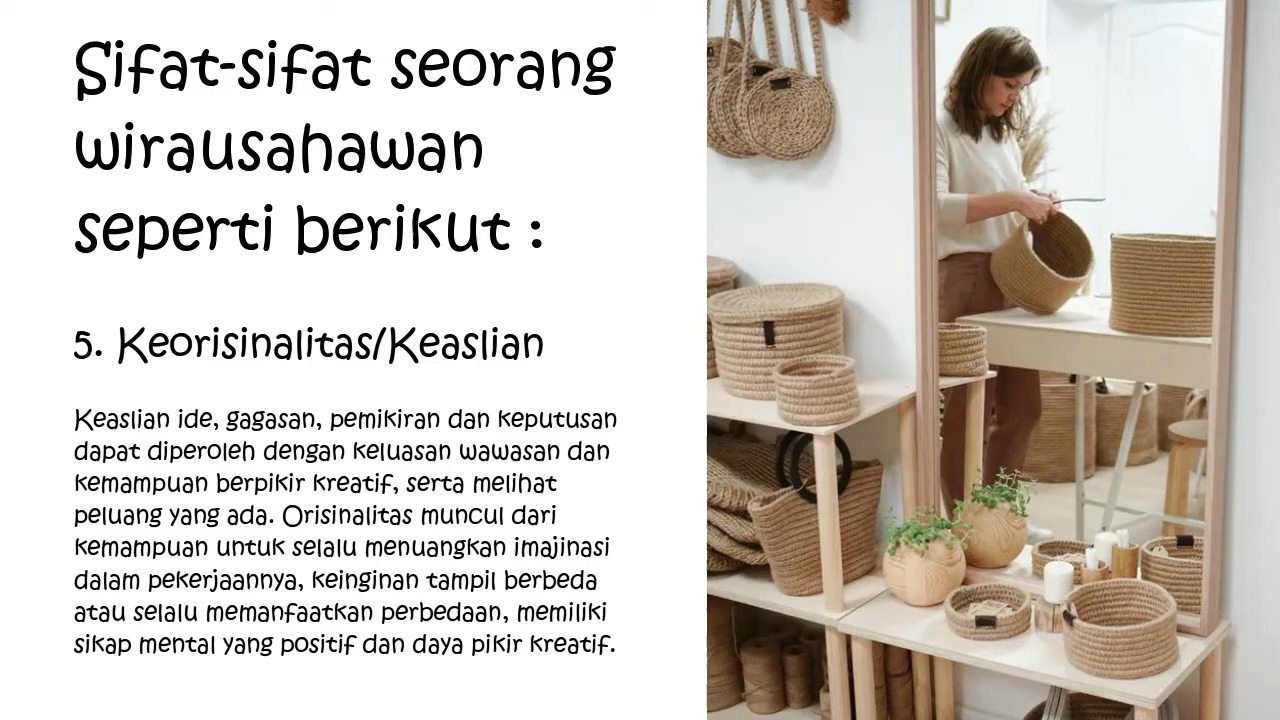 Sifat-sifat seorang
wirausahawan
seperti berikut :
5. Keorisinalitas/Keaslian
Keaslian ide, gagasan, pemikiran dan keputusan
dapat diperoleh dengan keluasan wawasan dan
kemampuan berpikir kreatif, serta melihat
peluang yang ada. Orisinalitas muncul dari
kemampuan untuk selalu menuangkan imajinasi
dalam pekerjaannya, keinginan tampil berbeda
atau selalu memanfaatkan perbedaan, memiliki
sikap mental yang positif dan daya pikir kreatif.